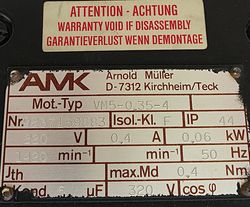 ATTENTION - ACHTUNG
WARRANTY VOID IF DISASSEMBLY
GARANTIEVERLUST WENN DEMONTAGE
AMK Arnold Müller
D-7312 Kirchheim/Teck
Mot.-Typ VM5-0,35-4
Nr. Isol.-Kl. F IP 44
220 V 0,4 A 0,06 kW
min⁻¹ min⁻¹ 50 Hz
Jth max.Md 0,4 Nm
Kond. µF 320 V cos φ